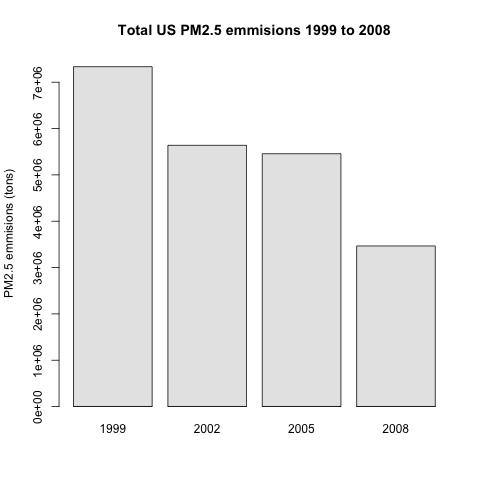 Total US PM2.5 emmisions 1999 to 2008
PM2.5 emmisions (tons)
7e+06
6e+06
5e+06
4e+06
3e+06
2e+06
1e+06
0e+00
1999 2002 2005 2008